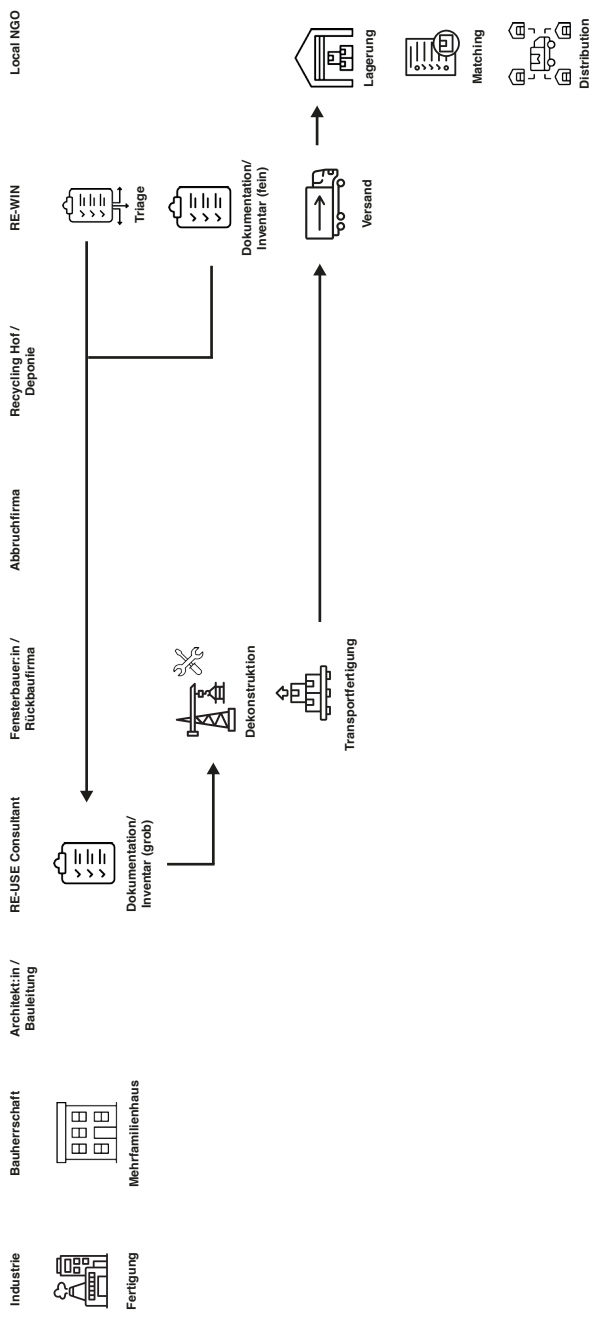 Industrie
Bauherrschaft
Architekt:in /
Bauleitung
RE-USE Consultant
Fensterbauer:in /
Rückbaufirma
Abbruchfirma
Recycling Hof /
Deponie
RE-WIN
Local NGO
Fertigung
Mehrfamilienhaus
Dokumentation/
Inventar (grob)
Triage
Dekonstruktion
Dokumentation/
Inventar (fein)
Transportfertigung
Versand
Lagerung
Matching
Distribution